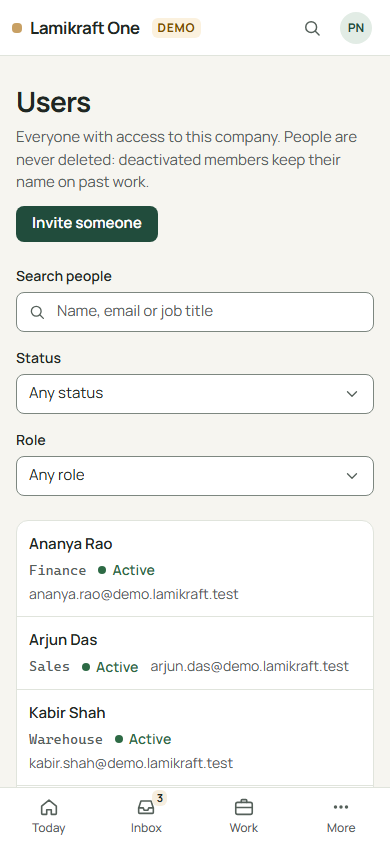 Lamikraft One DEMO PN
Users
Everyone with access to this company. People are
never deleted: deactivated members keep their
name on past work.
Invite someone
Search people
Name, email or job title
Status
Any status
Role
Any role
Ananya Rao
Finance Active
ananya.rao@demo.lamikraft.test
Arjun Das
Sales Active arjun.das@demo.lamikraft.test
Kabir Shah
Warehouse Active
kabir.shah@demo.lamikraft.test
3
Today Inbox Work More